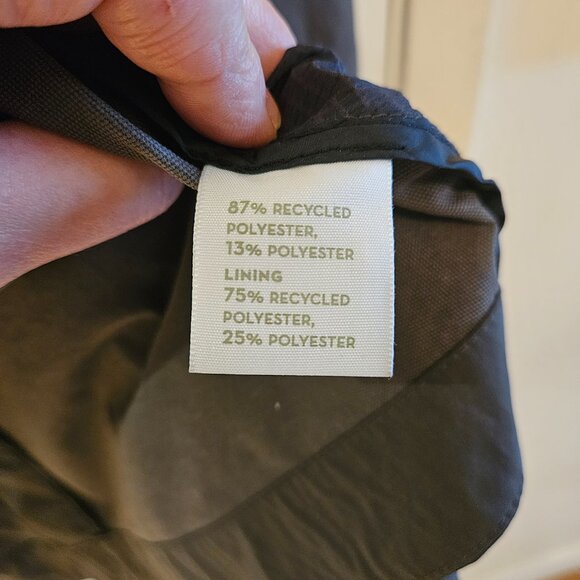 87% RECYCLED
POLYESTER,
13% POLYESTER
LINING
75% RECYCLED
POLYESTER,
25% POLYESTER